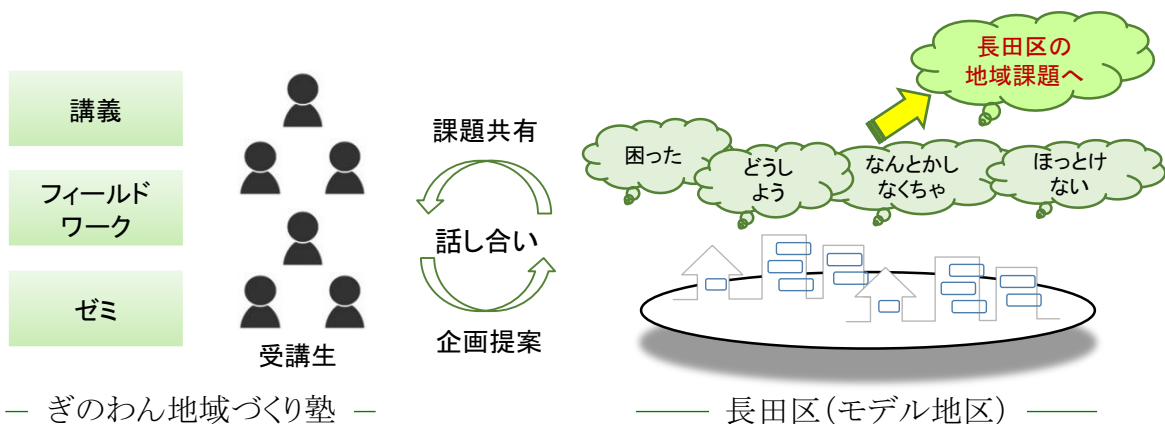 講義
フィールド
ワーク
ゼミ
受講生
ぎのわん地域づくり塾
課題共有
話し合い
企画提案
長田区の
地域課題へ
困った
どうし
よう
なんとかし
なくちゃ
ほっとけ
ない
長田区(モデル地区)